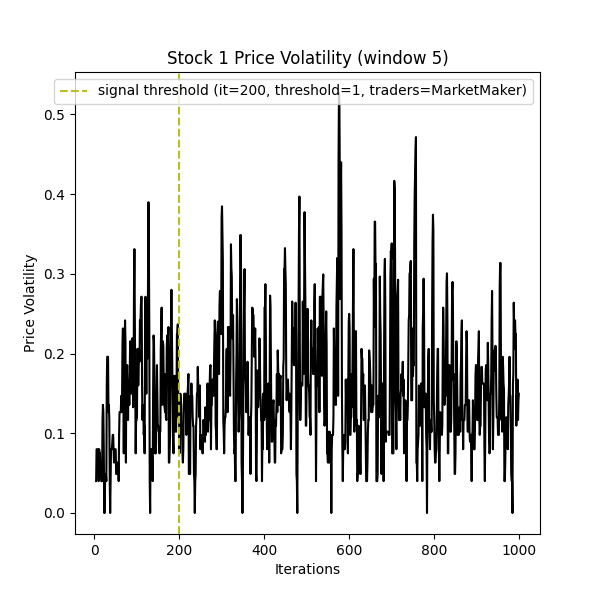 Stock 1 Price Volatility (window 5)
signal threshold (it=200, threshold=1, traders=MarketMaker)
0.5
0.4
0.3
0.2
0.1
0.0
Price Volatility
0 200 400 600 800 1000
Iterations